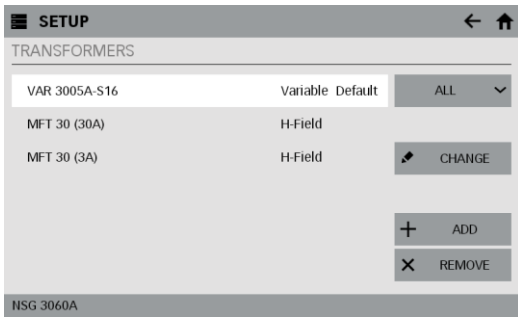 SETUP
TRANSFORMERS
VAR 3005A-S16 Variable Default ALL
MFT 30 (30A) H-Field
MFT 30 (3A) H-Field CHANGE
ADD
REMOVE
NSG 3060A